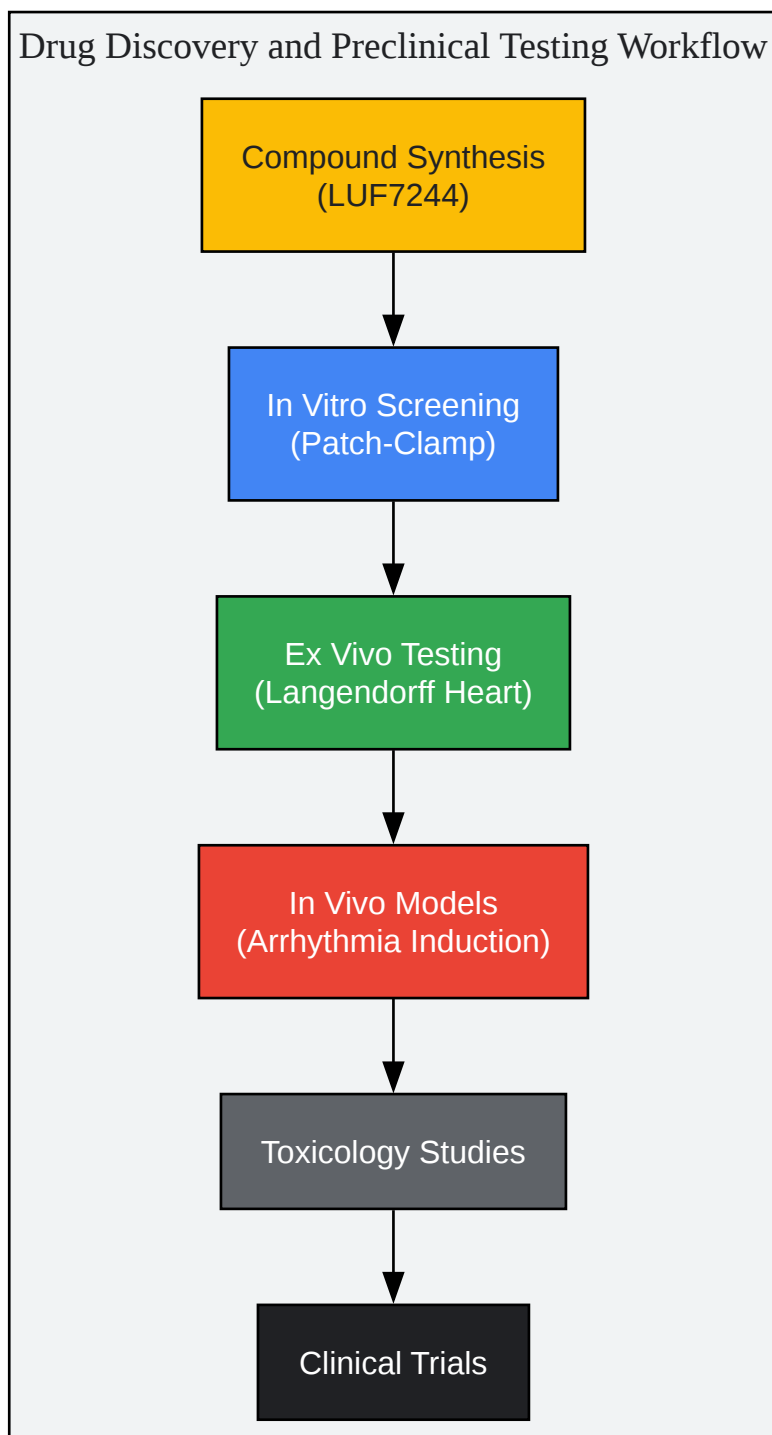 Drug Discovery and Preclinical Testing Workflow
Compound Synthesis
(LUF7244)
In Vitro Screening
(Patch-Clamp)
Ex Vivo Testing
(Langendorff Heart)
In Vivo Models
(Arrhythmia Induction)
Toxicology Studies
Clinical Trials